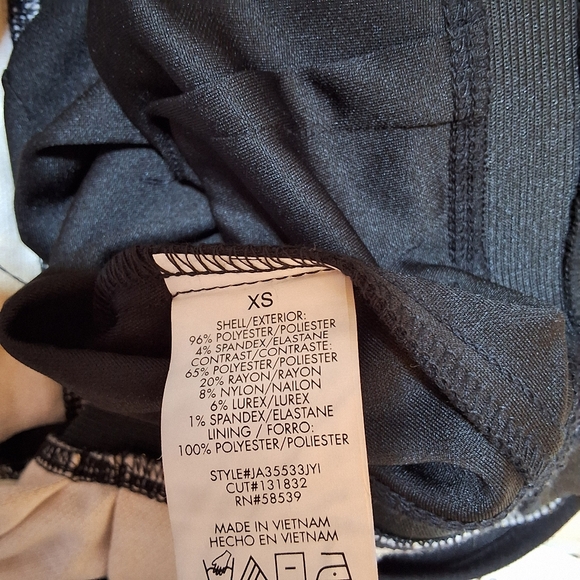 XS
SHELL/EXTERIOR:
96% POLYESTER/POLIESTER
4% SPANDEX/ELASTANE
CONTRAST/CONTRASTE:
65% POLYESTER/POLIESTER
20% RAYON/RAYON
8% NYLON/NAILON
6% LUREX/LUREX
1% SPANDEX/ELASTANE
LINING / FORRO:
100% POLYESTER/POLIESTER
STYLE#JA35533JYI
CUT#131832
RN#58539
MADE IN VIETNAM
HECHO EN VIETNAM